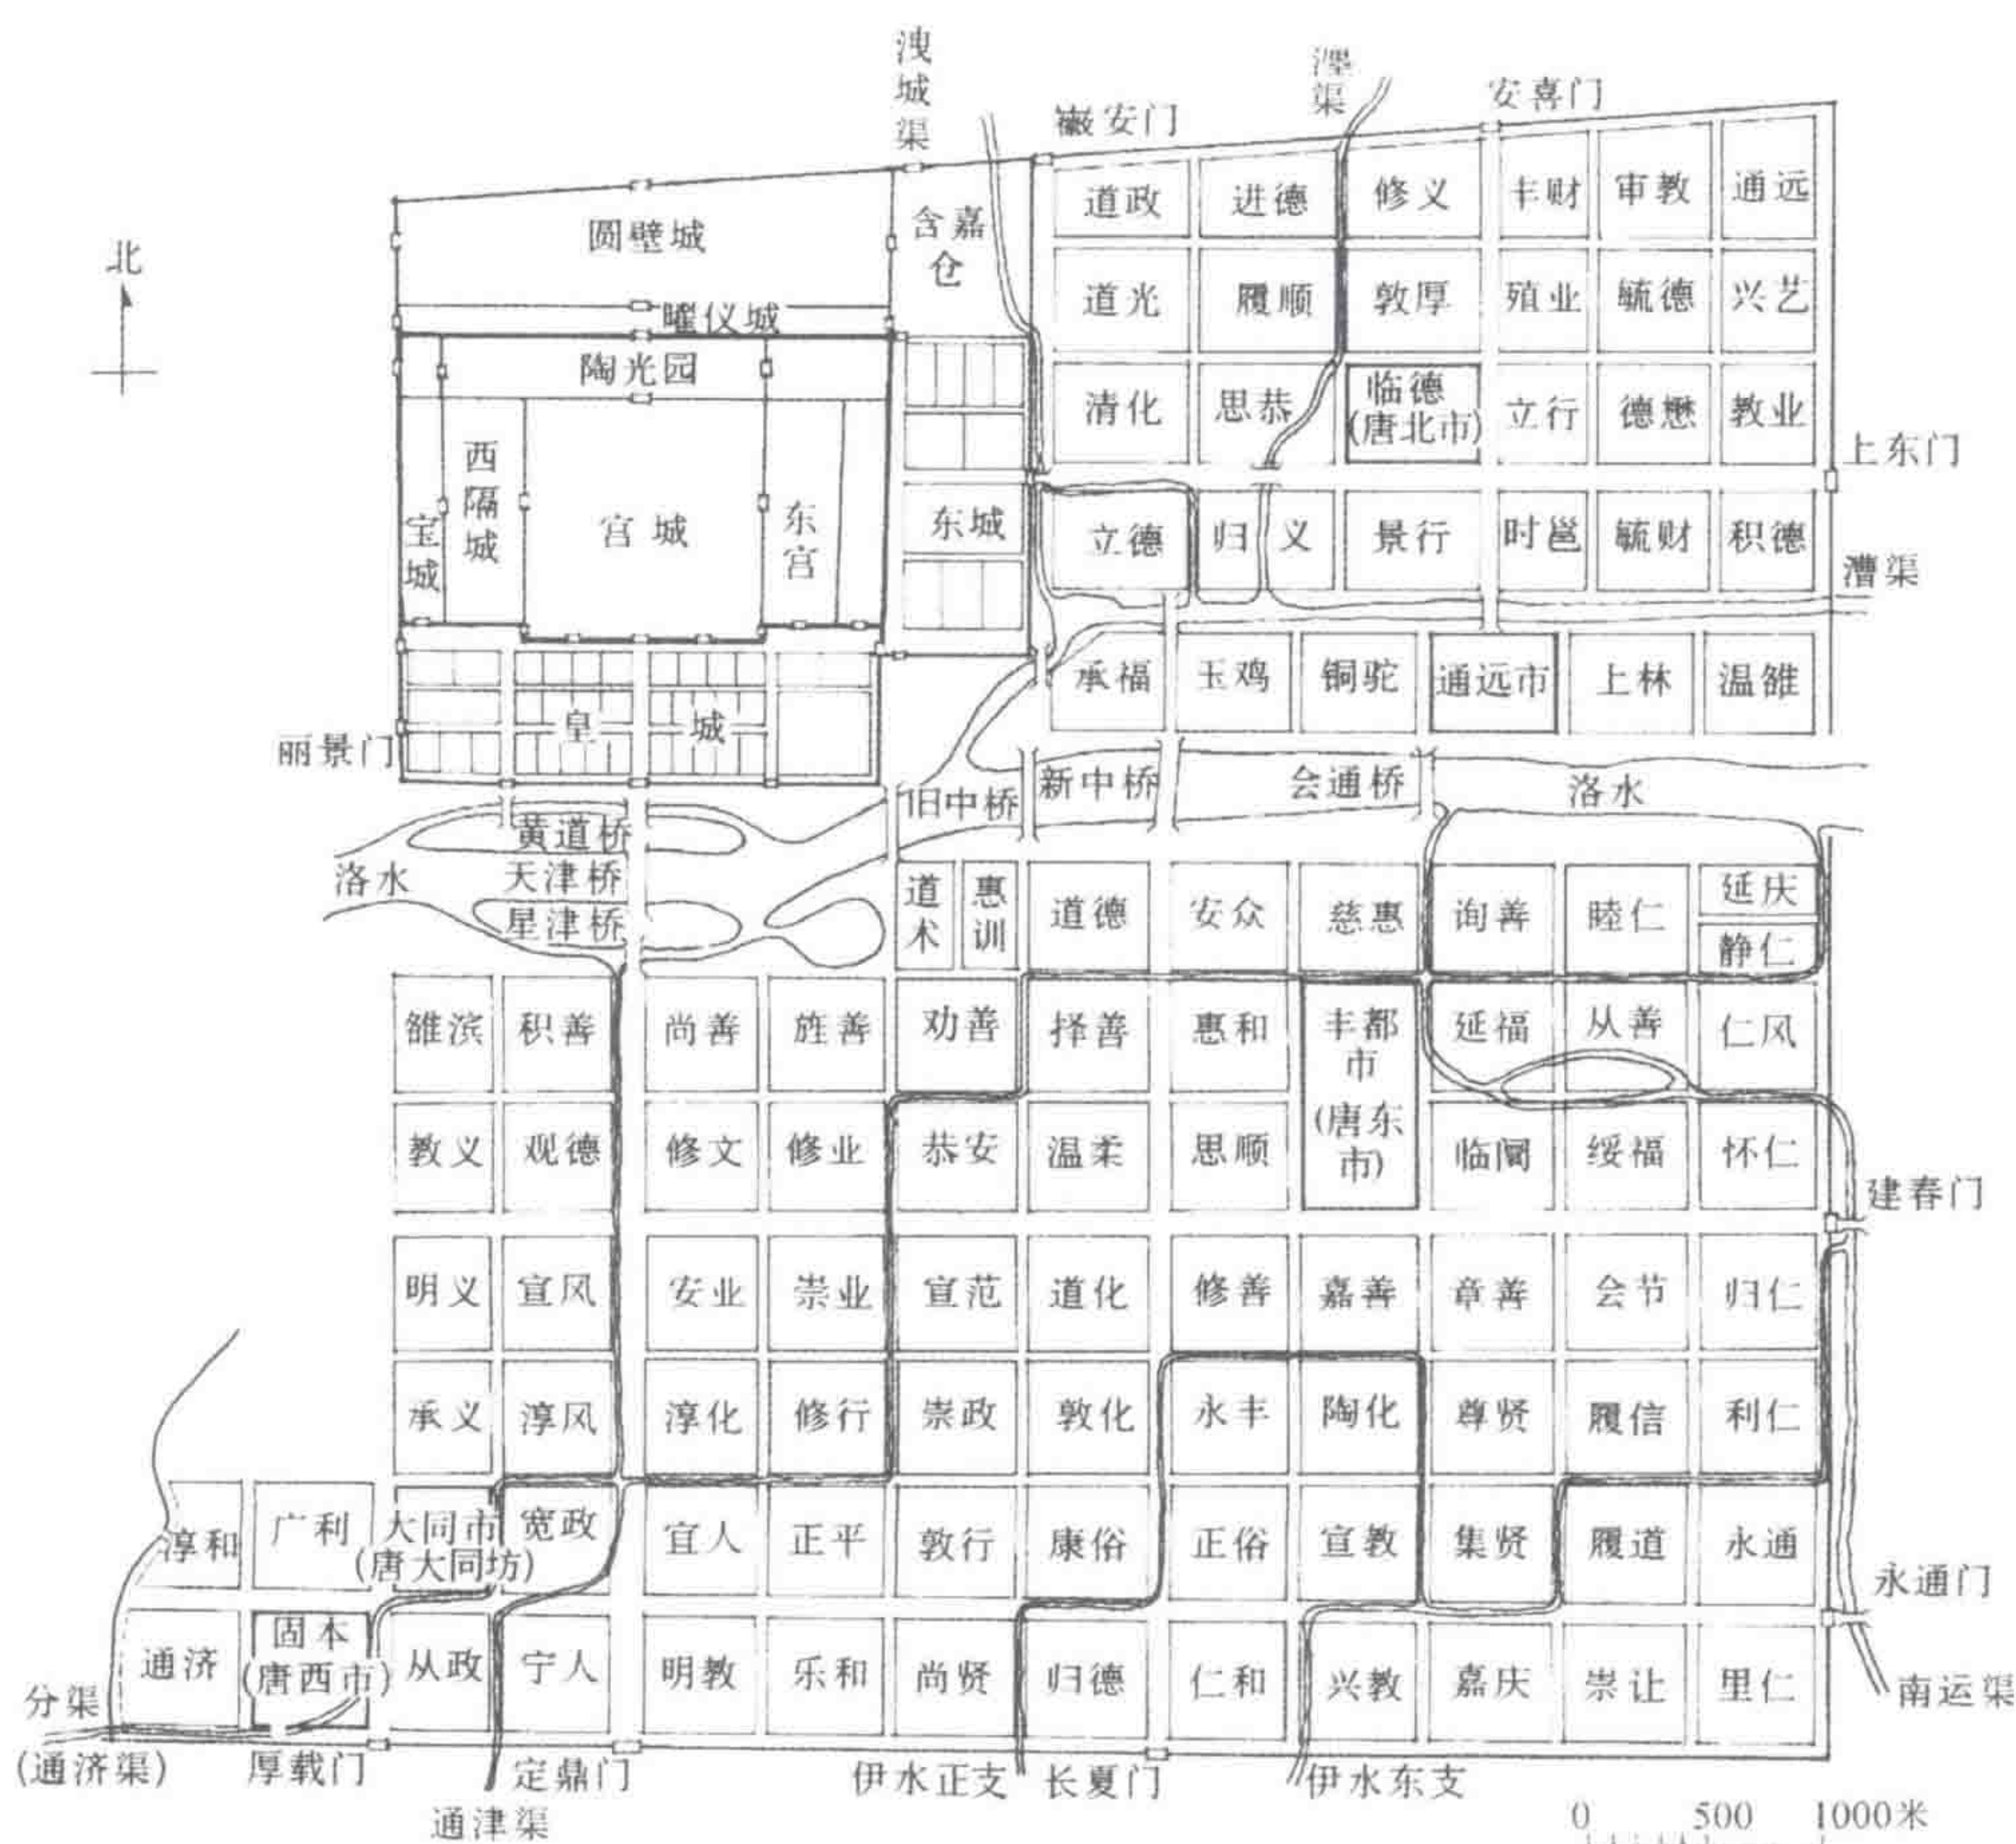 洩城渠
瀍渠
徽安门
安喜门
北
圆壁城
含嘉仓
道政 进德 修义 丰财 审教 通远
曜仪城
道光 履顺 敦厚 殖业 毓德 兴艺
陶光园
清化 思恭 临德(唐北市) 立行 德懋 教业
上东门
宝城
西隔城
宫城
东宫
东城
立德 归义 景行 时邕 毓财 积德
漕渠
承福 玉鸡 铜驼 通远市 上林 温雒
皇城
丽景门
旧中桥 新中桥 会通桥 洛水
黄道桥
洛水 天津桥
星津桥
道术 惠训 道德 安众 慈惠 询善 睦仁 延庆
静仁
雒滨 积善 尚善 旌善 劝善 择善 惠和 丰都市(唐东市) 延福 从善 仁风
教义 观德 修文 修业 恭安 温柔 思顺 临阛 绥福 怀仁
建春门
明义 宣风 安业 崇业 宣范 道化 修善 嘉善 章善 会节 归仁
承义 淳风 淳化 修行 崇政 敦化 永丰 陶化 尊贤 履信 利仁
淳和 广利 大同市(唐大同坊) 宽政 宜人 正平 敦行 康俗 正俗 宣教 集贤 履道 永通
永通门
通济 固本(唐西市) 从政 宁人 明教 乐和 尚贤 归德 仁和 兴教 嘉庆 崇让 里仁
分渠
(通济渠)
南运渠
厚载门 定鼎门 伊水正支 长夏门 伊水东支
通津渠
0 500 1000米